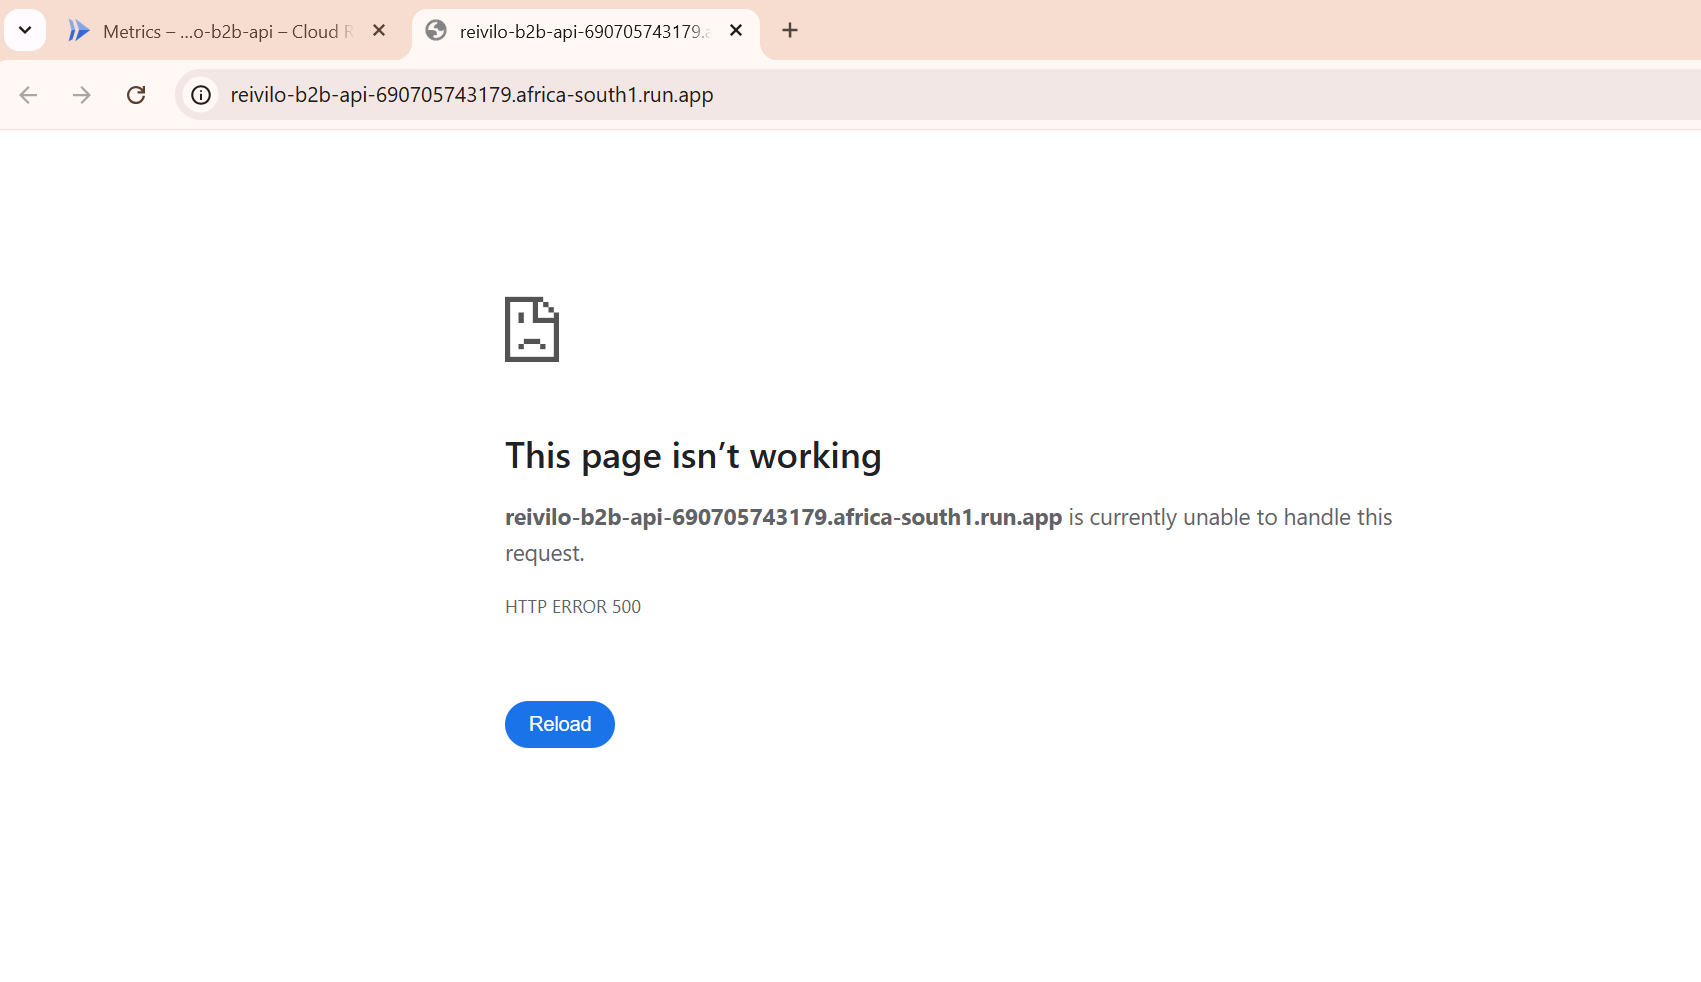 Metrics – ...o-b2b-api – Cloud R
reivilo-b2b-api-690705743179.a
reivilo-b2b-api-690705743179.africa-south1.run.app
This page isn’t working
reivilo-b2b-api-690705743179.africa-south1.run.app is currently unable to handle this
request.
HTTP ERROR 500
Reload